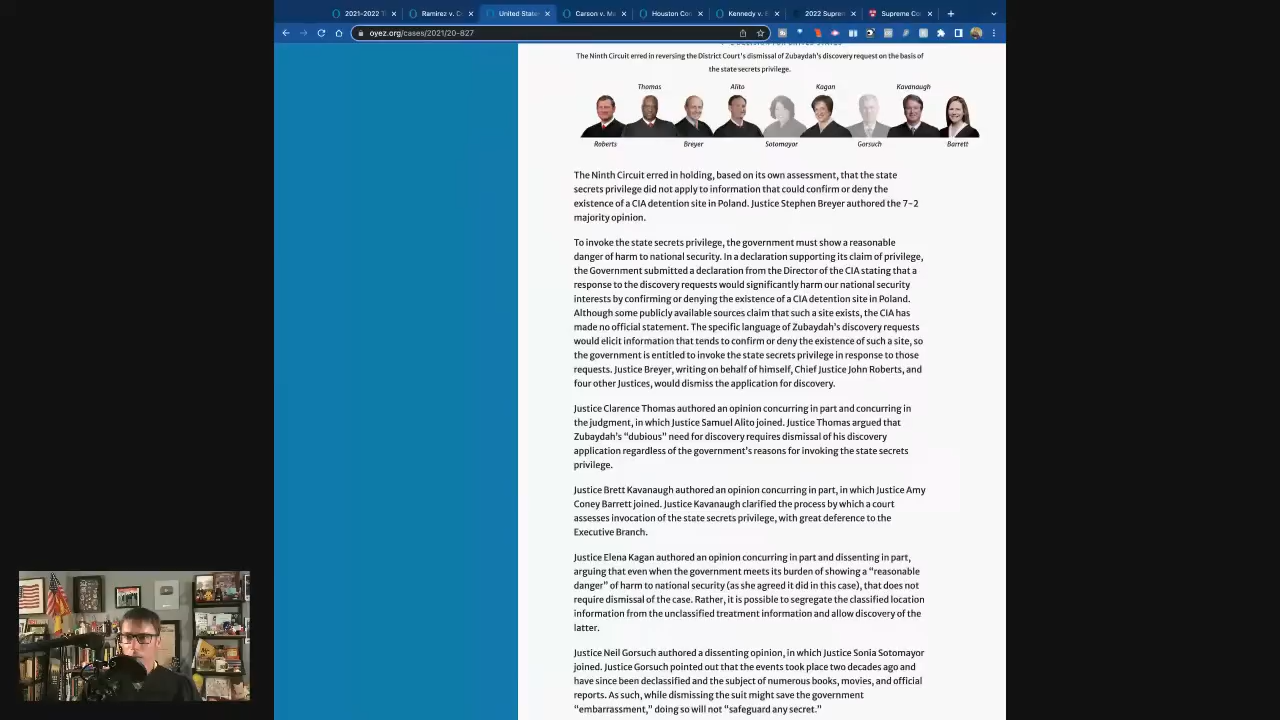 2021-2022 T
Ramirez v. C
United State
Carson v. M
Houston Con
Kennedy v. B
2022 Suprem
Supreme Co
oyez.org/cases/2021/20-827
The Ninth Circuit erred in reversing the District Court's dismissal of Zubaydah's discovery request on the basis of
the state secrets privilege.
Thomas
Alito
Kagan
Kavanaugh
Roberts
Breyer
Sotomayor
Gorsuch
Barrett
The Ninth Circuit erred in holding, based on its own assessment, that the state
secrets privilege did not apply to information that could confirm or deny the
existence of a CIA detention site in Poland. Justice Stephen Breyer authored the 7-2
majority opinion.
To invoke the state secrets privilege, the government must show a reasonable
danger of harm to national security. In a declaration supporting its claim of privilege,
the Government submitted a declaration from the Director of the CIA stating that a
response to the discovery requests would significantly harm our national security
interests by confirming or denying the existence of a CIA detention site in Poland.
Although some publicly available sources claim that such a site exists, the CIA has
made no official statement. The specific language of Zubaydah's discovery requests
would elicit information that tends to confirm or deny the existence of such a site, so
the government is entitled to invoke the state secrets privilege in response to those
requests. Justice Breyer, writing on behalf of himself, Chief Justice John Roberts, and
four other Justices, would dismiss the application for discovery.
Justice Clarence Thomas authored an opinion concurring in part and concurring in
the judgment, in which Justice Samuel Alito joined. Justice Thomas argued that
Zubaydah's “dubious” need for discovery requires dismissal of his discovery
application regardless of the government's reasons for invoking the state secrets
privilege.
Justice Brett Kavanaugh authored an opinion concurring in part, in which Justice Amy
Coney Barrett joined. Justice Kavanaugh clarified the process by which a court
assesses invocation of the state secrets privilege, with great deference to the
Executive Branch.
Justice Elena Kagan authored an opinion concurring in part and dissenting in part,
arguing that even when the government meets its burden of showing a “reasonable
danger” of harm to national security (as she agreed it did in this case), that does not
require dismissal of the case. Rather, it is possible to segregate the classified location
information from the unclassified treatment information and allow discovery of the
latter.
Justice Neil Gorsuch authored a dissenting opinion, in which Justice Sonia Sotomayor
joined. Justice Gorsuch pointed out that the events took place two decades ago and
have since been declassified and the subject of numerous books, movies, and official
reports. As such, while dismissing the suit might save the government
“embarrassment,” doing so will not “safeguard any secret.”